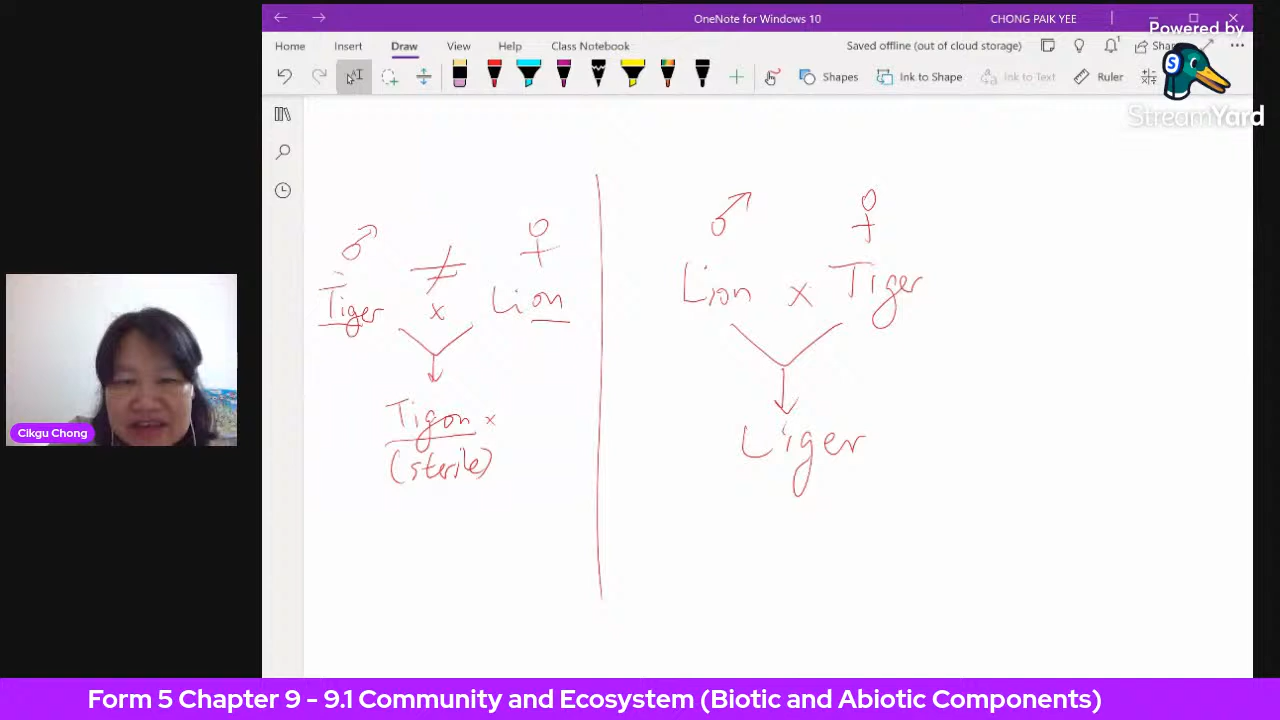 OneNote for Windows 10
CHONG PAIK YEE
Powered by
StreamYard
Home Insert Draw View Help Class Notebook
Saved offline (out of cloud storage)
Share
Shapes Ink to Shape Ink to Text Ruler
♂ ♀
Tiger ≠ x Lion
Tigon x
(sterile)
♂ ♀
Lion x Tiger
Liger
Cikgu Chong
Form 5 Chapter 9 - 9.1 Community and Ecosystem (Biotic and Abiotic Components)